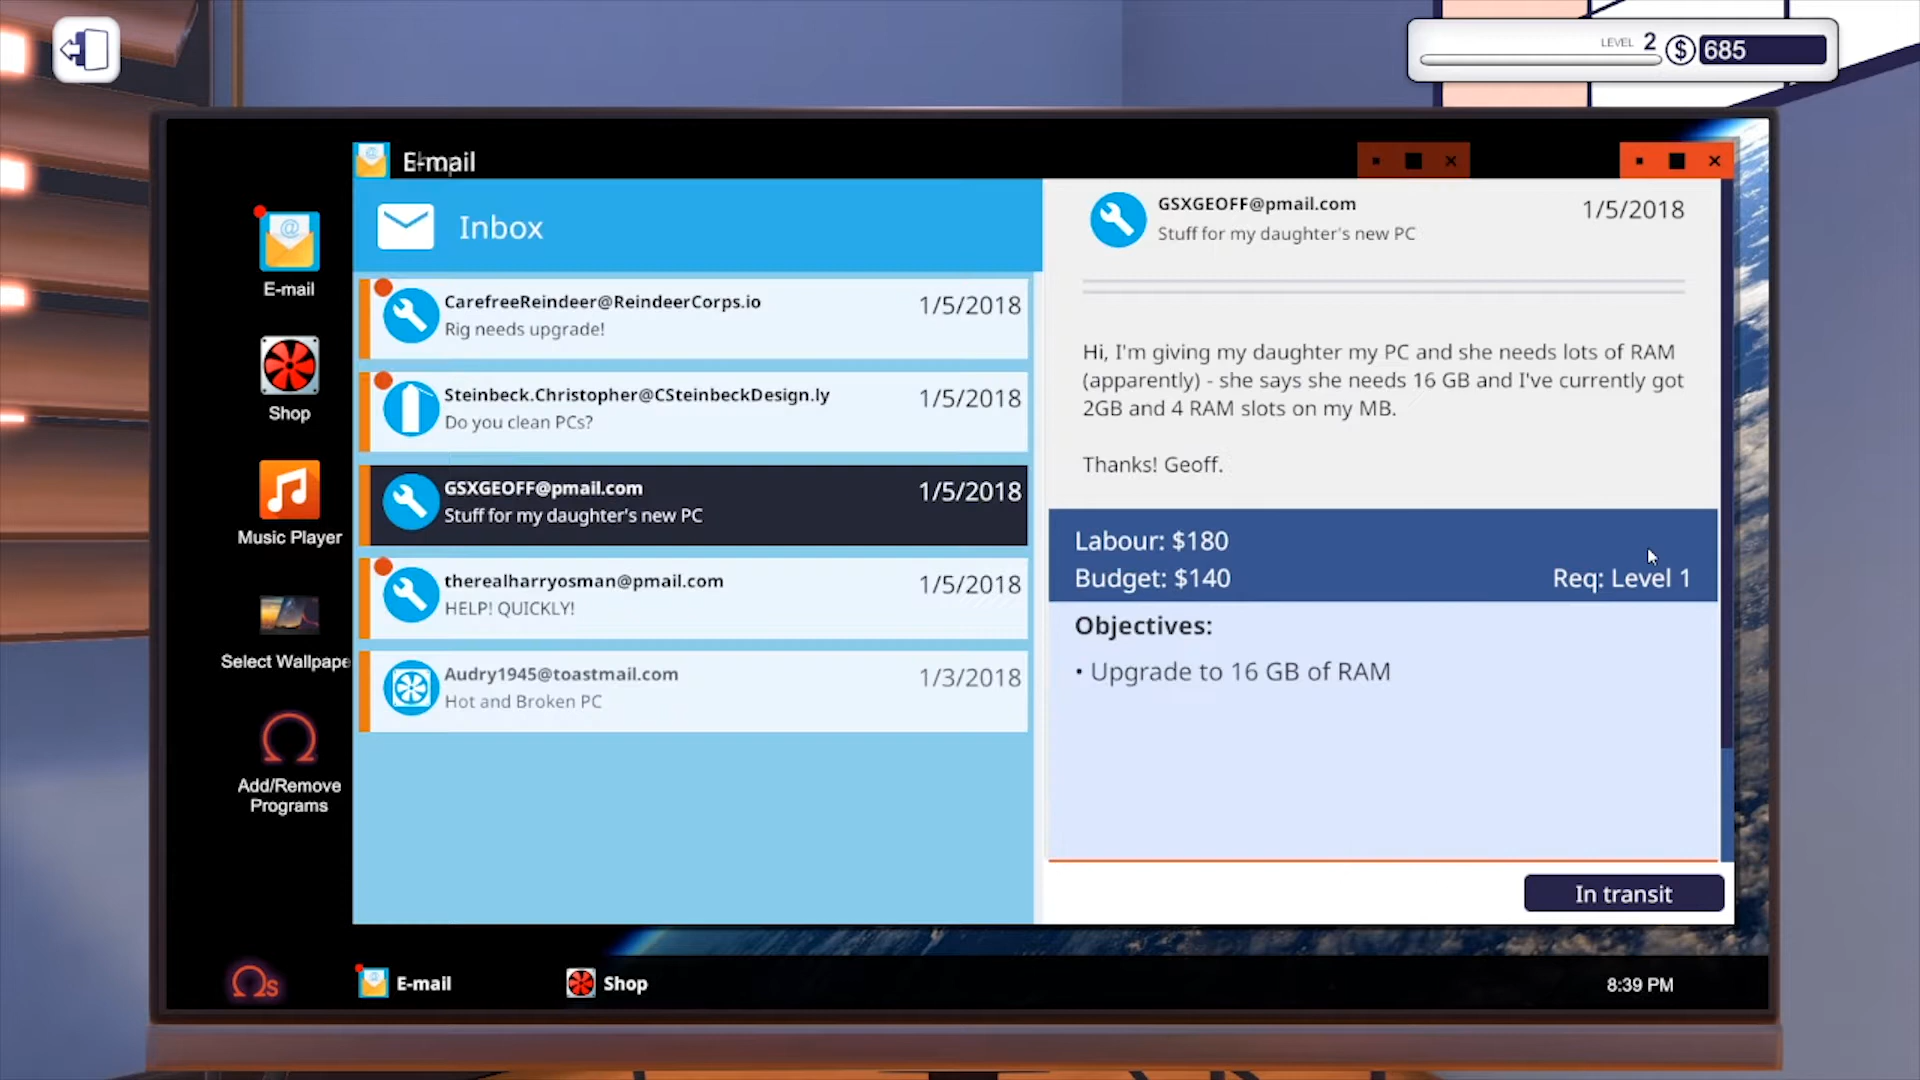 LEVEL 2 $ 685
E-mail
Inbox
CarefreeReindeer@ReindeerCorps.io 1/5/2018
Rig needs upgrade!
Steinbeck.Christopher@CSteinbeckDesign.ly 1/5/2018
Do you clean PCs?
GSXGEOFF@pmail.com 1/5/2018
Stuff for my daughter's new PC
therealharryosman@pmail.com 1/5/2018
HELP! QUICKLY!
Audry1945@toastmail.com 1/3/2018
Hot and Broken PC
GSXGEOFF@pmail.com 1/5/2018
Stuff for my daughter's new PC
Hi, I'm giving my daughter my PC and she needs lots of RAM
(apparently) - she says she needs 16 GB and I've currently got
2GB and 4 RAM slots on my MB.
Thanks! Geoff.
Labour: $180
Budget: $140 Req: Level 1
Objectives:
• Upgrade to 16 GB of RAM
In transit
E-mail
Shop
Music Player
Select Wallpape
Add/Remove
Programs
E-mail Shop 8:39 PM